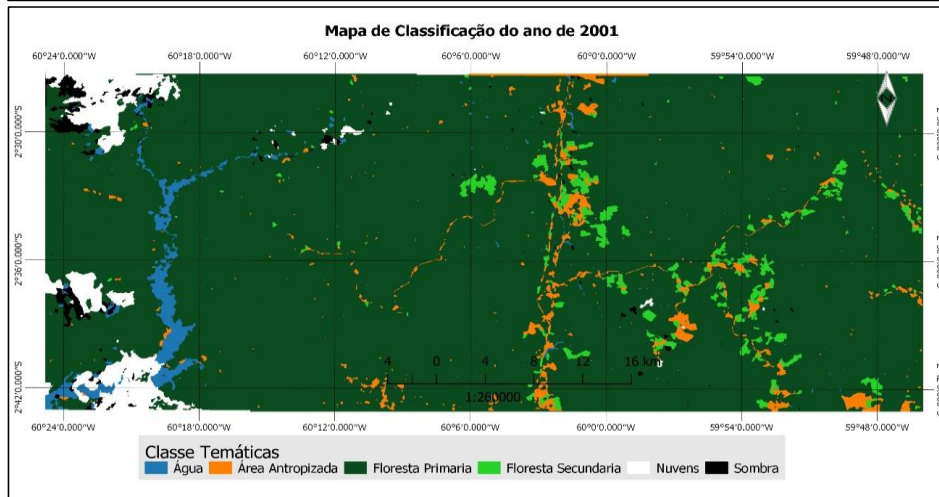 Mapa de Classificação do ano de 2001
60°24'0.000"W 60°18'0.000"W 60°12'0.000"W 60°6'0.000"W 60°0'0.000"W 59°54'0.000"W 59°48'0.000"W
2°30'0.000"S
2°36'0.000"S
4 0 4 8 12 16 km
1:260000
2°42'0.000"S
60°24'0.000"W 60°18'0.000"W 60°12'0.000"W 60°6'0.000"W 60°0'0.000"W 59°54'0.000"W 59°48'0.000"W
Classe Temáticas
Água Área Antropizada Floresta Primaria Floresta Secundaria Nuvens Sombra